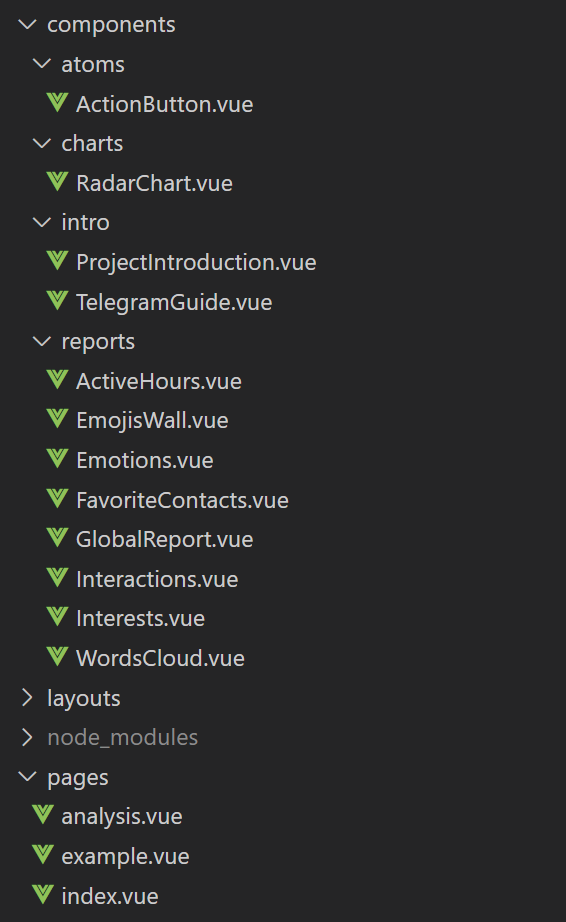 components
atoms
ActionButton.vue
charts
RadarChart.vue
intro
ProjectIntroduction.vue
TelegramGuide.vue
reports
ActiveHours.vue
EmojisWall.vue
Emotions.vue
FavoriteContacts.vue
GlobalReport.vue
Interactions.vue
Interests.vue
WordsCloud.vue
layouts
node_modules
pages
analysis.vue
example.vue
index.vue